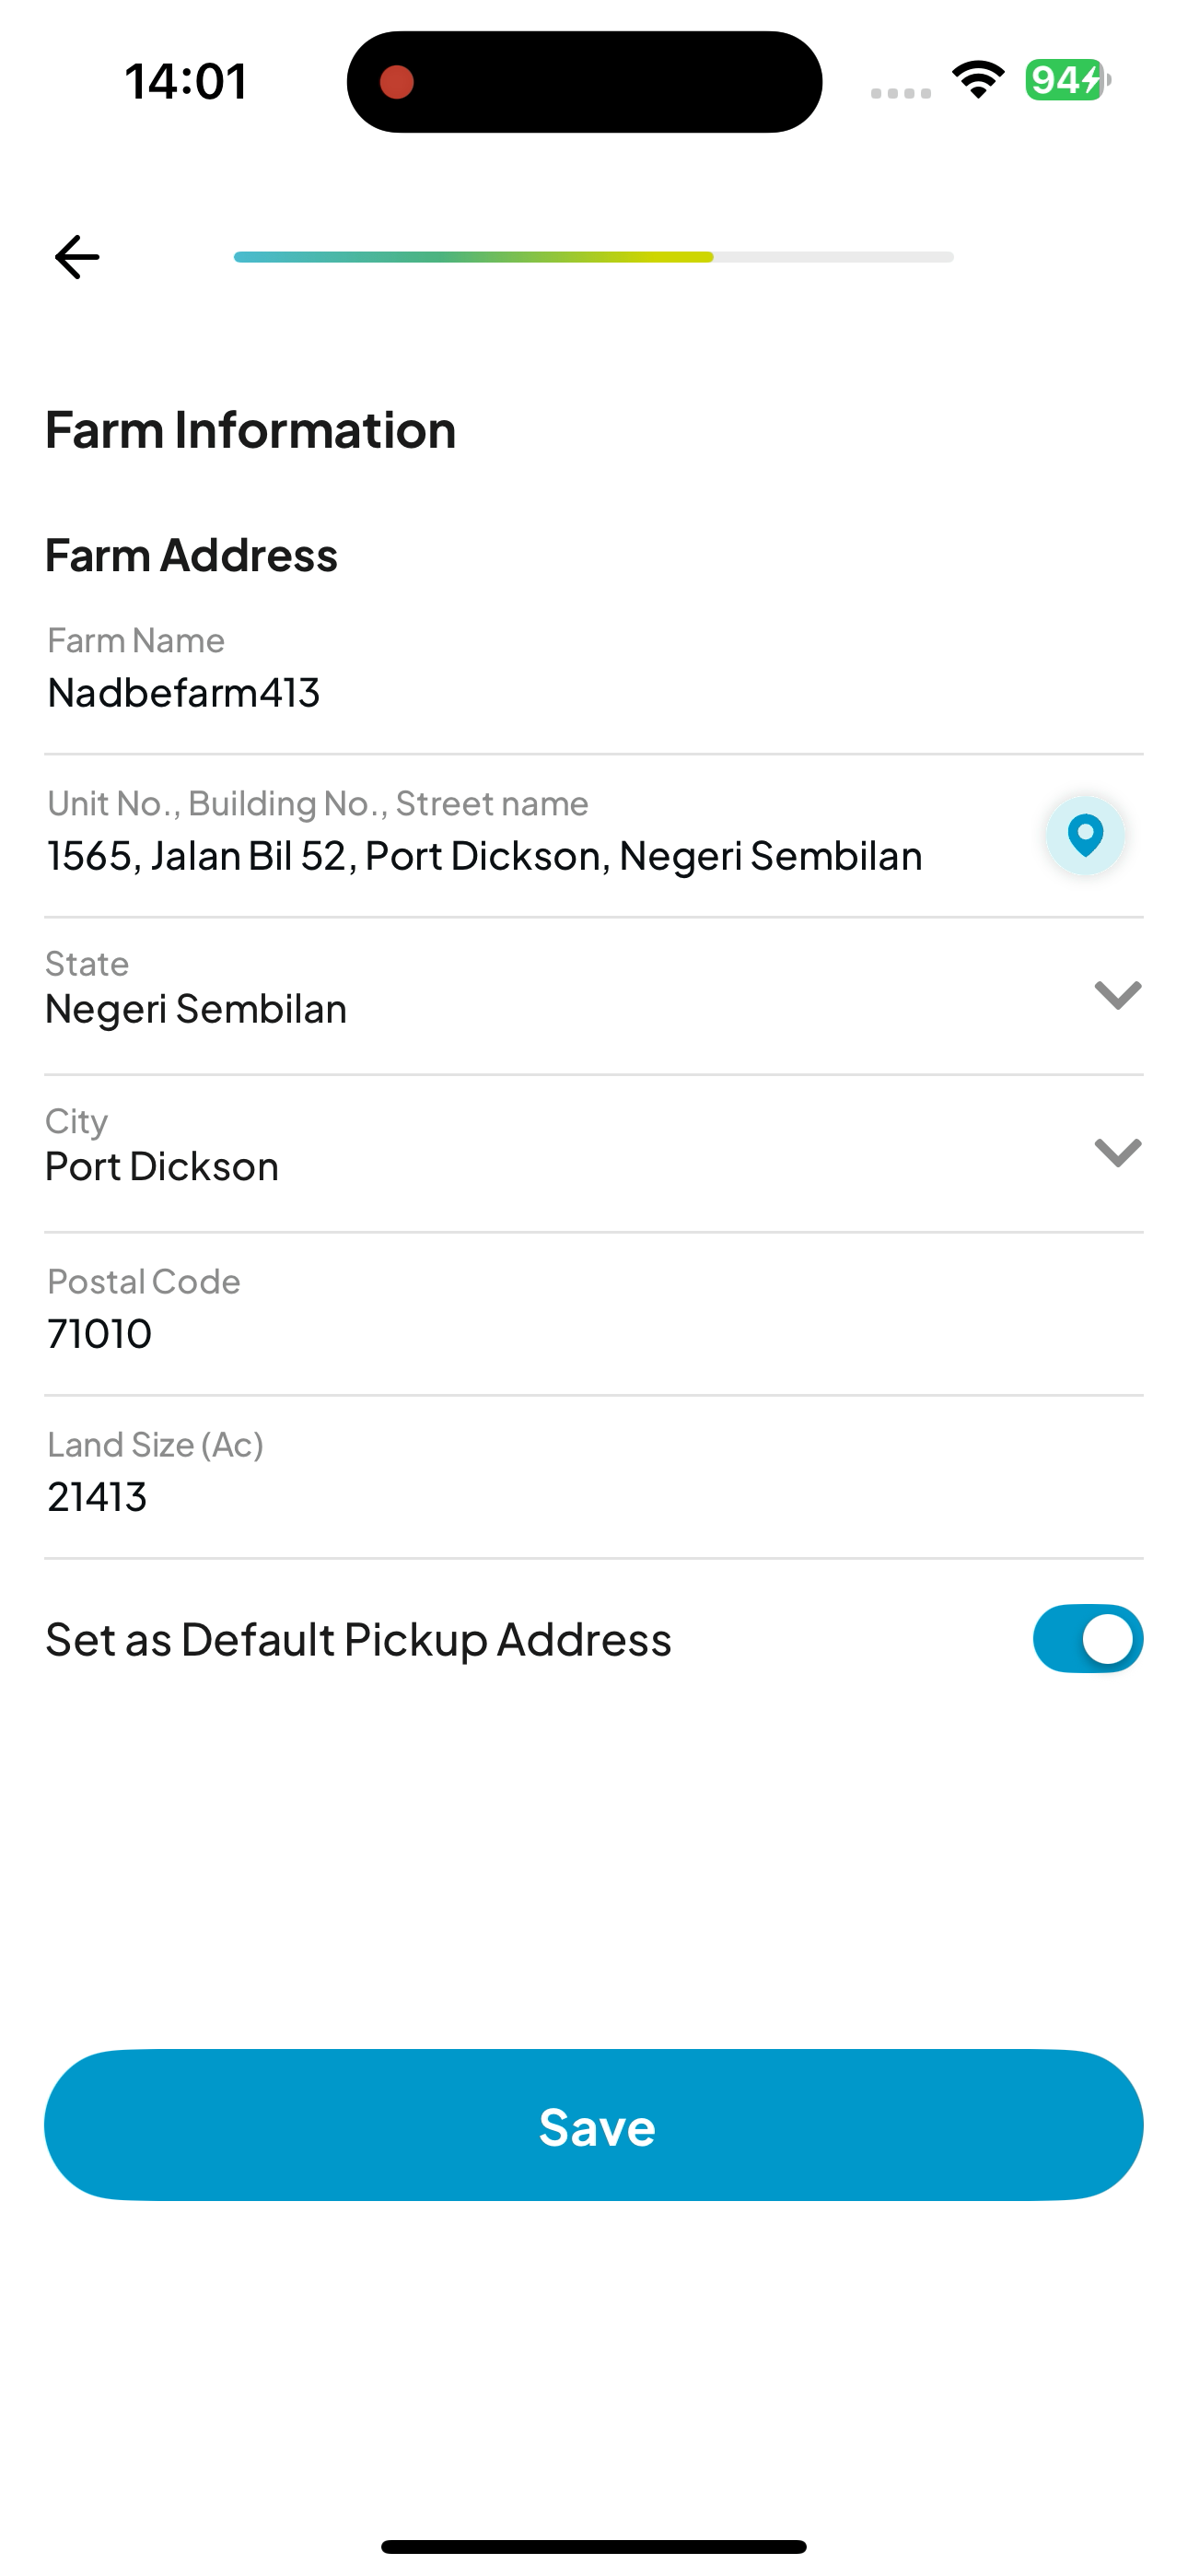 14:01
94
Farm Information
Farm Address
Farm Name
Nadbefarm413
Unit No., Building No., Street name
1565, Jalan Bil 52, Port Dickson, Negeri Sembilan
State
Negeri Sembilan
City
Port Dickson
Postal Code
71010
Land Size (Ac)
21413
Set as Default Pickup Address
Save